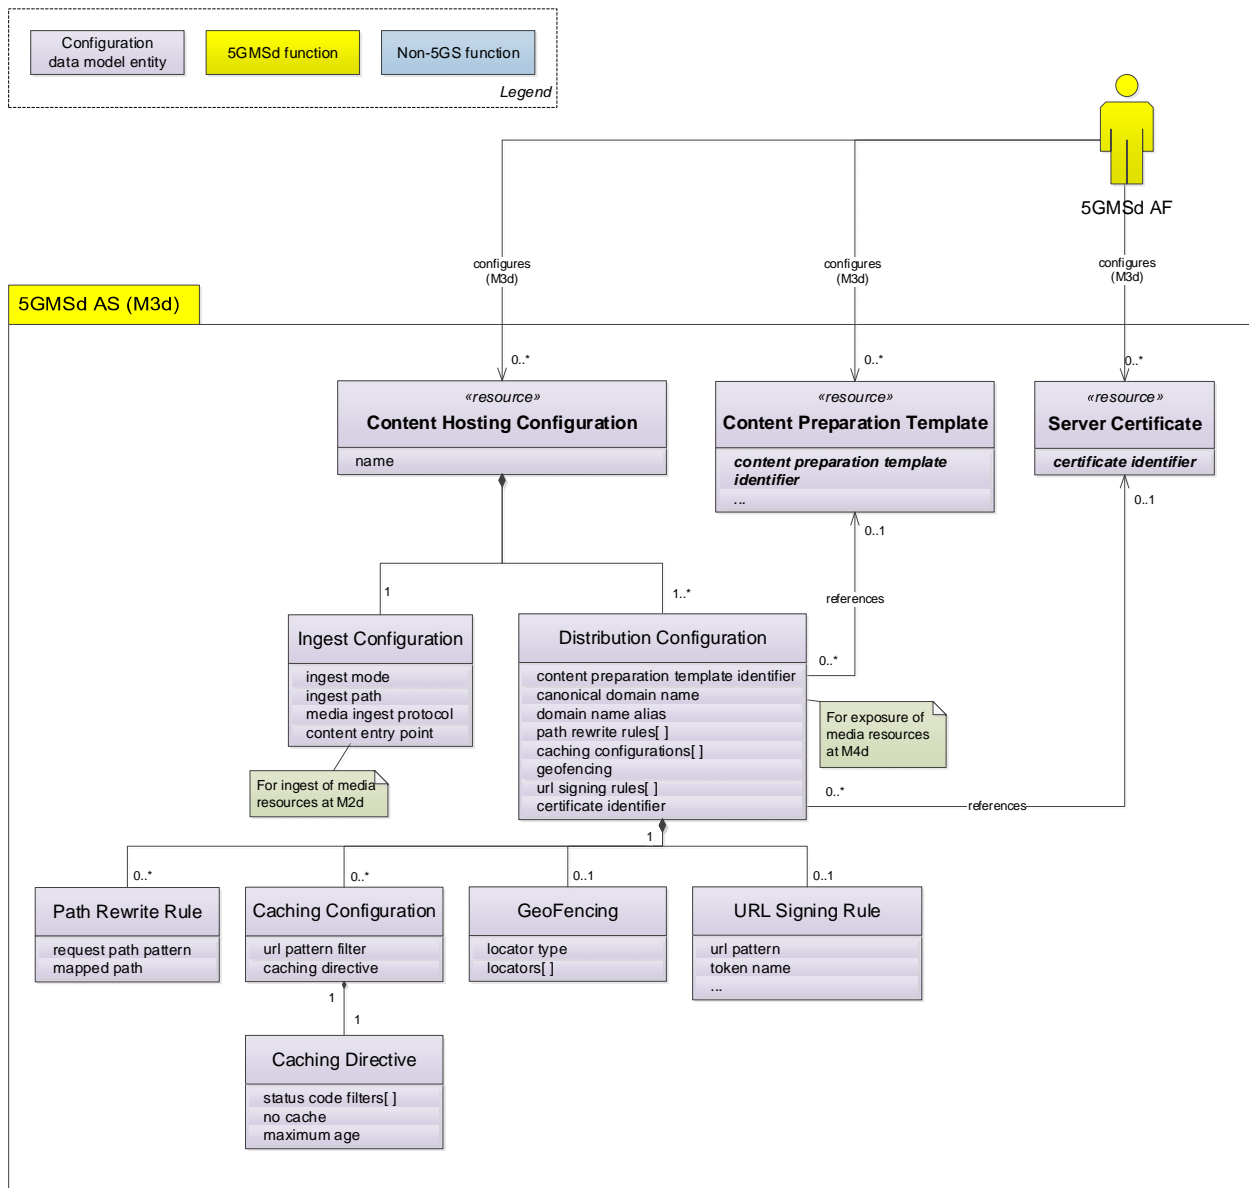 Configuration
data model entity
5GMSd function
Non-5GS function
Legend
5GMSd AF
configures
(M3d)
configures
(M3d)
configures
(M3d)
5GMSd AS (M3d)
0..*
0..*
0..*
«resource»
Content Hosting Configuration
name
«resource»
Content Preparation Template
content preparation template
identifier
...
«resource»
Server Certificate
certificate identifier
0..1
0..1
references
1
1..*
Ingest Configuration
ingest mode
ingest path
media ingest protocol
content entry point
For ingest of media
resources at M2d
Distribution Configuration
content preparation template identifier
canonical domain name
domain name alias
path rewrite rules[ ]
caching configurations[ ]
geofencing
url signing rules[ ]
certificate identifier
0..*
For exposure of
media resources
at M4d
0..*
references
1
0..*
0..*
0..1
0..1
Path Rewrite Rule
request path pattern
mapped path
Caching Configuration
url pattern filter
caching directive
GeoFencing
locator type
locators[ ]
URL Signing Rule
url pattern
token name
...
1
1
Caching Directive
status code filters[ ]
no cache
maximum age